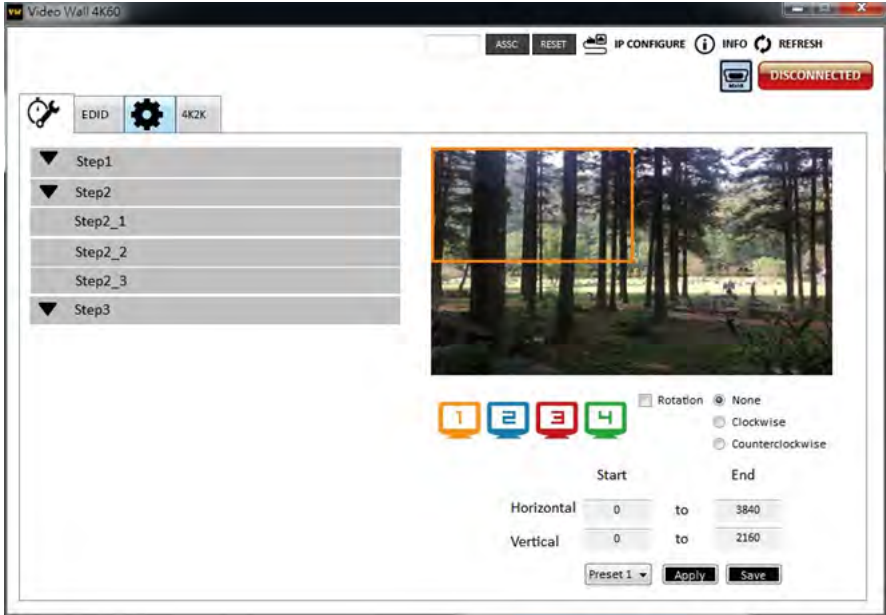 VW Video Wall 4K60
ASSC RESET IP CONFIGURE i INFO REFRESH
DISCONNECTED
EDID 4K2K
Step1
Step2
Step2_1
Step2_2
Step2_3
Step3
1 2 3 4
Rotation None
Clockwise
Counterclockwise
Start End
Horizontal 0 to 3840
Vertical 0 to 2160
Preset 1 Apply Save